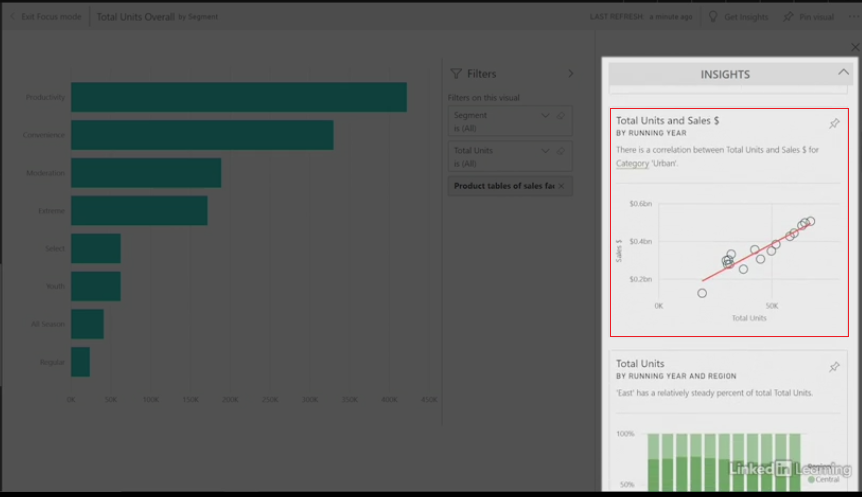 Exit Focus mode
Total Units Overall By Segment
LAST REFRESH: a minute ago
Get Insights
Pin visual
Productivity
Convenience
Moderation
Extreme
Select
Youth
All Season
Regular
0K 50K 100K 150K 200K 250K 300K 350K 400K 450K
Filters
Filters on this visual
Segment
is (All)
Total Units
is (All)
Product tables of sales fac
INSIGHTS
Total Units and Sales $
BY RUNNING YEAR
There is a correlation between Total Units and Sales $ for
Category 'Urban'.
$0.6bn
$0.4bn
$0.2bn
Sales $
0K 50K
Total Units
Total Units
BY RUNNING YEAR AND REGION
'East' has a relatively steady percent of total Total Units.
100%
50%
Central
Linked in Learning